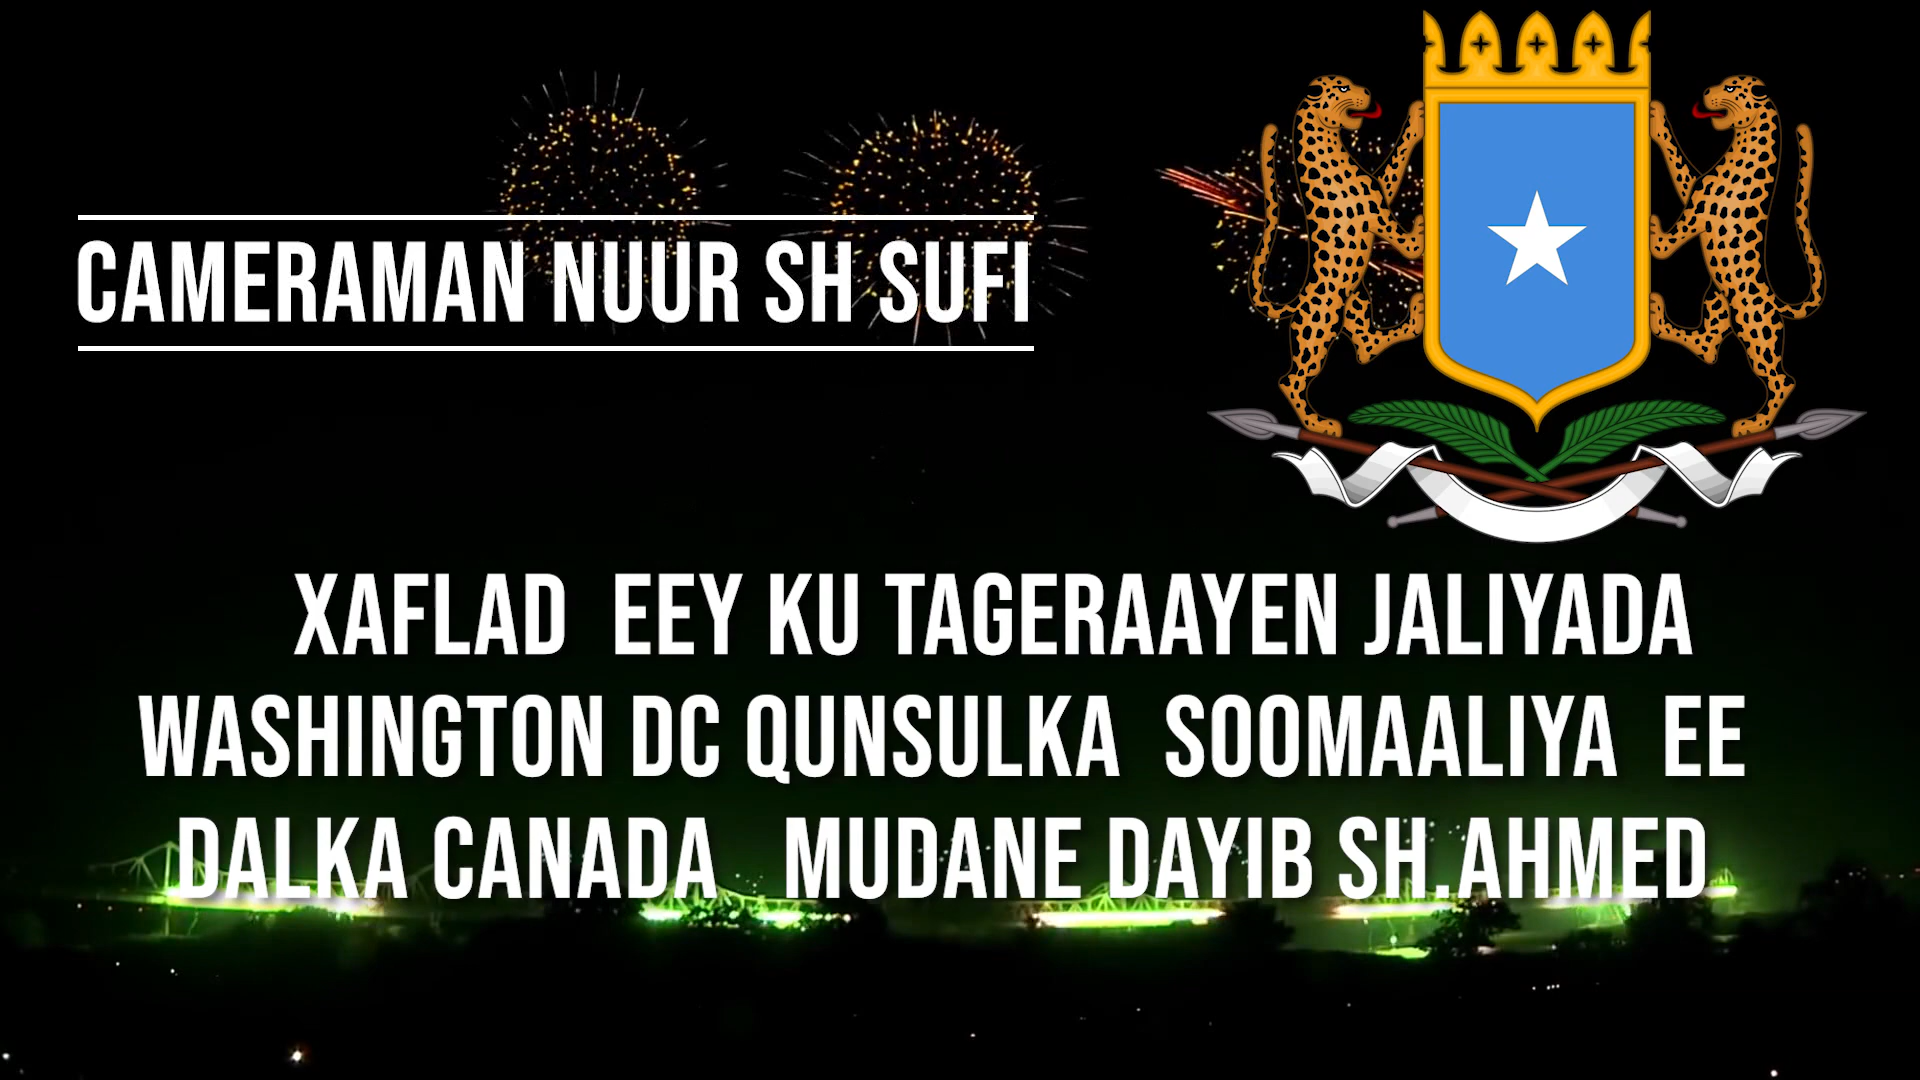 CAMERAMAN NUUR SH SUFI
XAFLAD EEY KU TAGERAAYEN JALIYADA
WASHINGTON DC QUNSULKA SOOMAALIYA EE
DALKA CANADA MUDANE DAYIB SH.AHMED